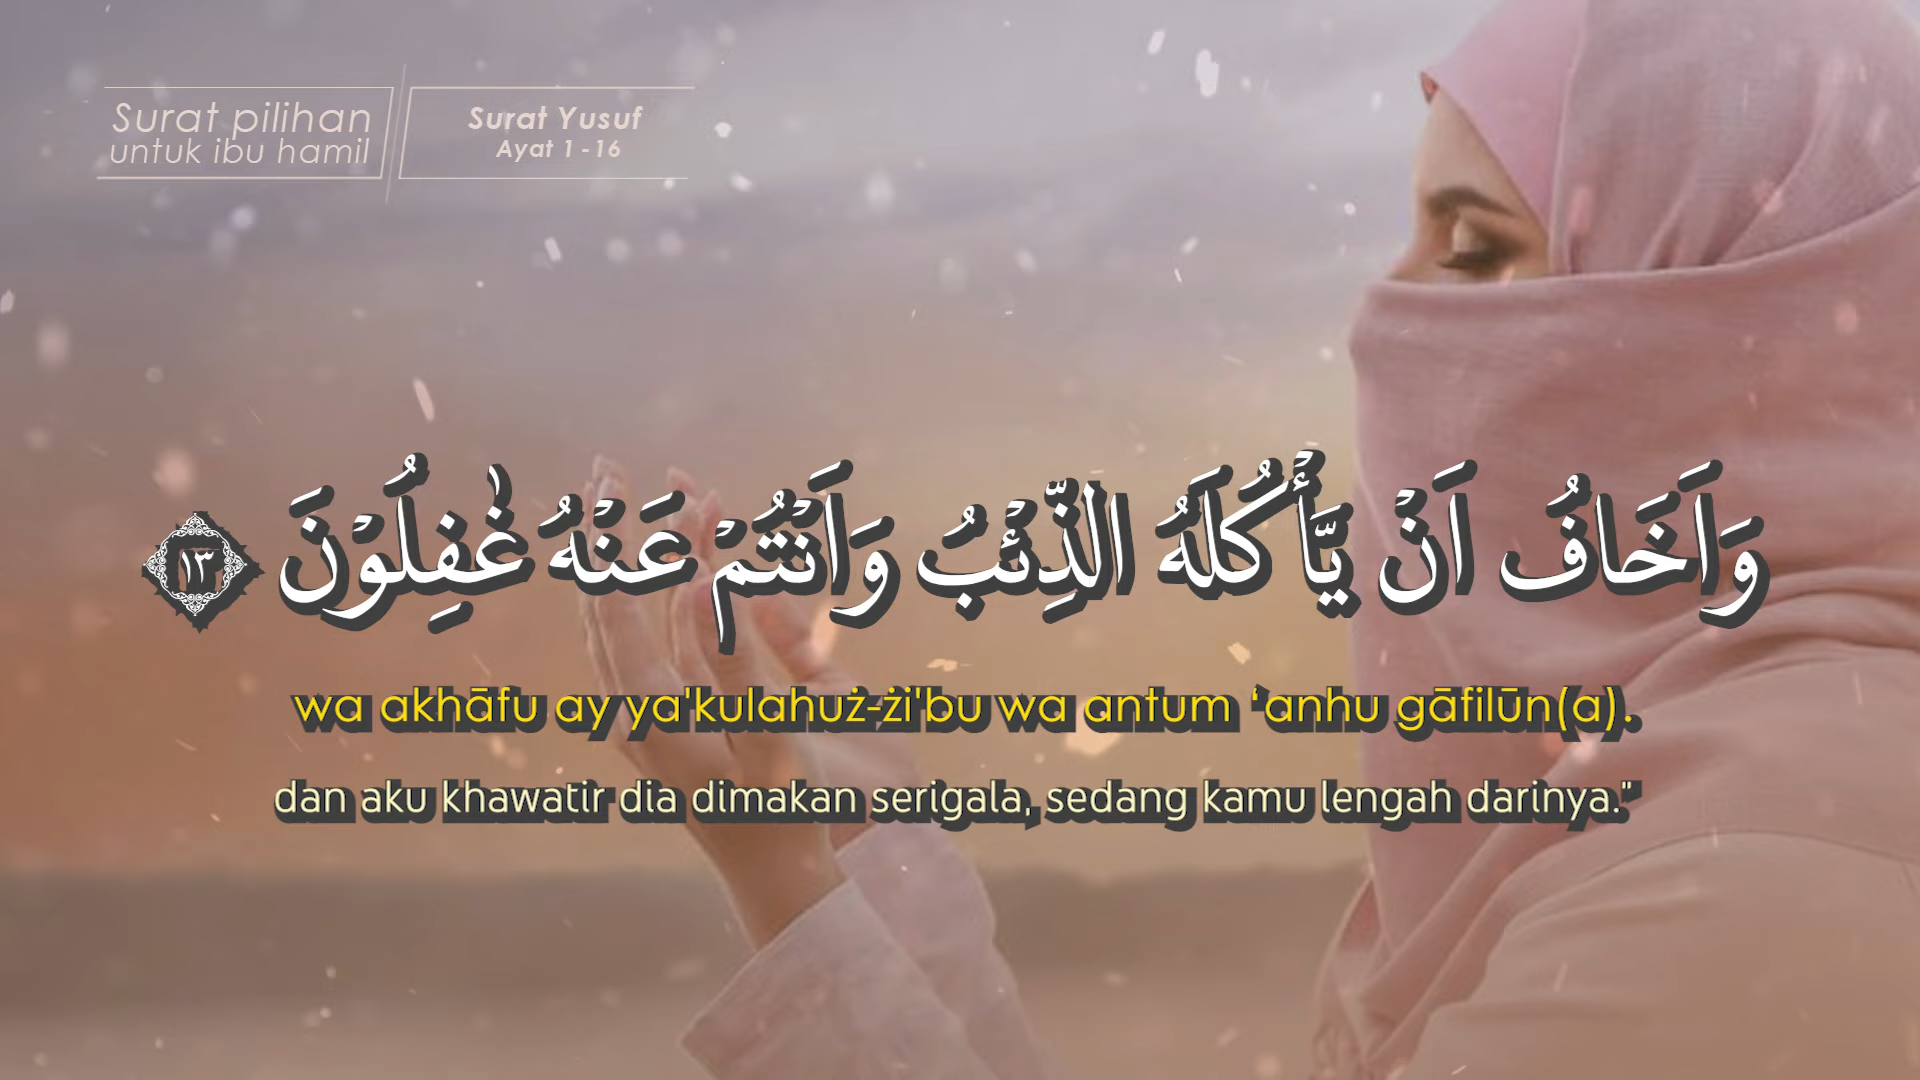 Surat pilihan
untuk ibu hamil
Surat Yusuf
Ayat 1 - 16
وَاَخَافُ اَنْ يَّأْكُلَهُ الذِّئْبُ وَاَنْتُمْ عَنْهُ غٰفِلُوْنَ ١٣
wa akhāfu ay ya'kulahuż-żi'bu wa antum ‘anhu gāfilūn(a).
dan aku khawatir dia dimakan serigala, sedang kamu lengah darinya."